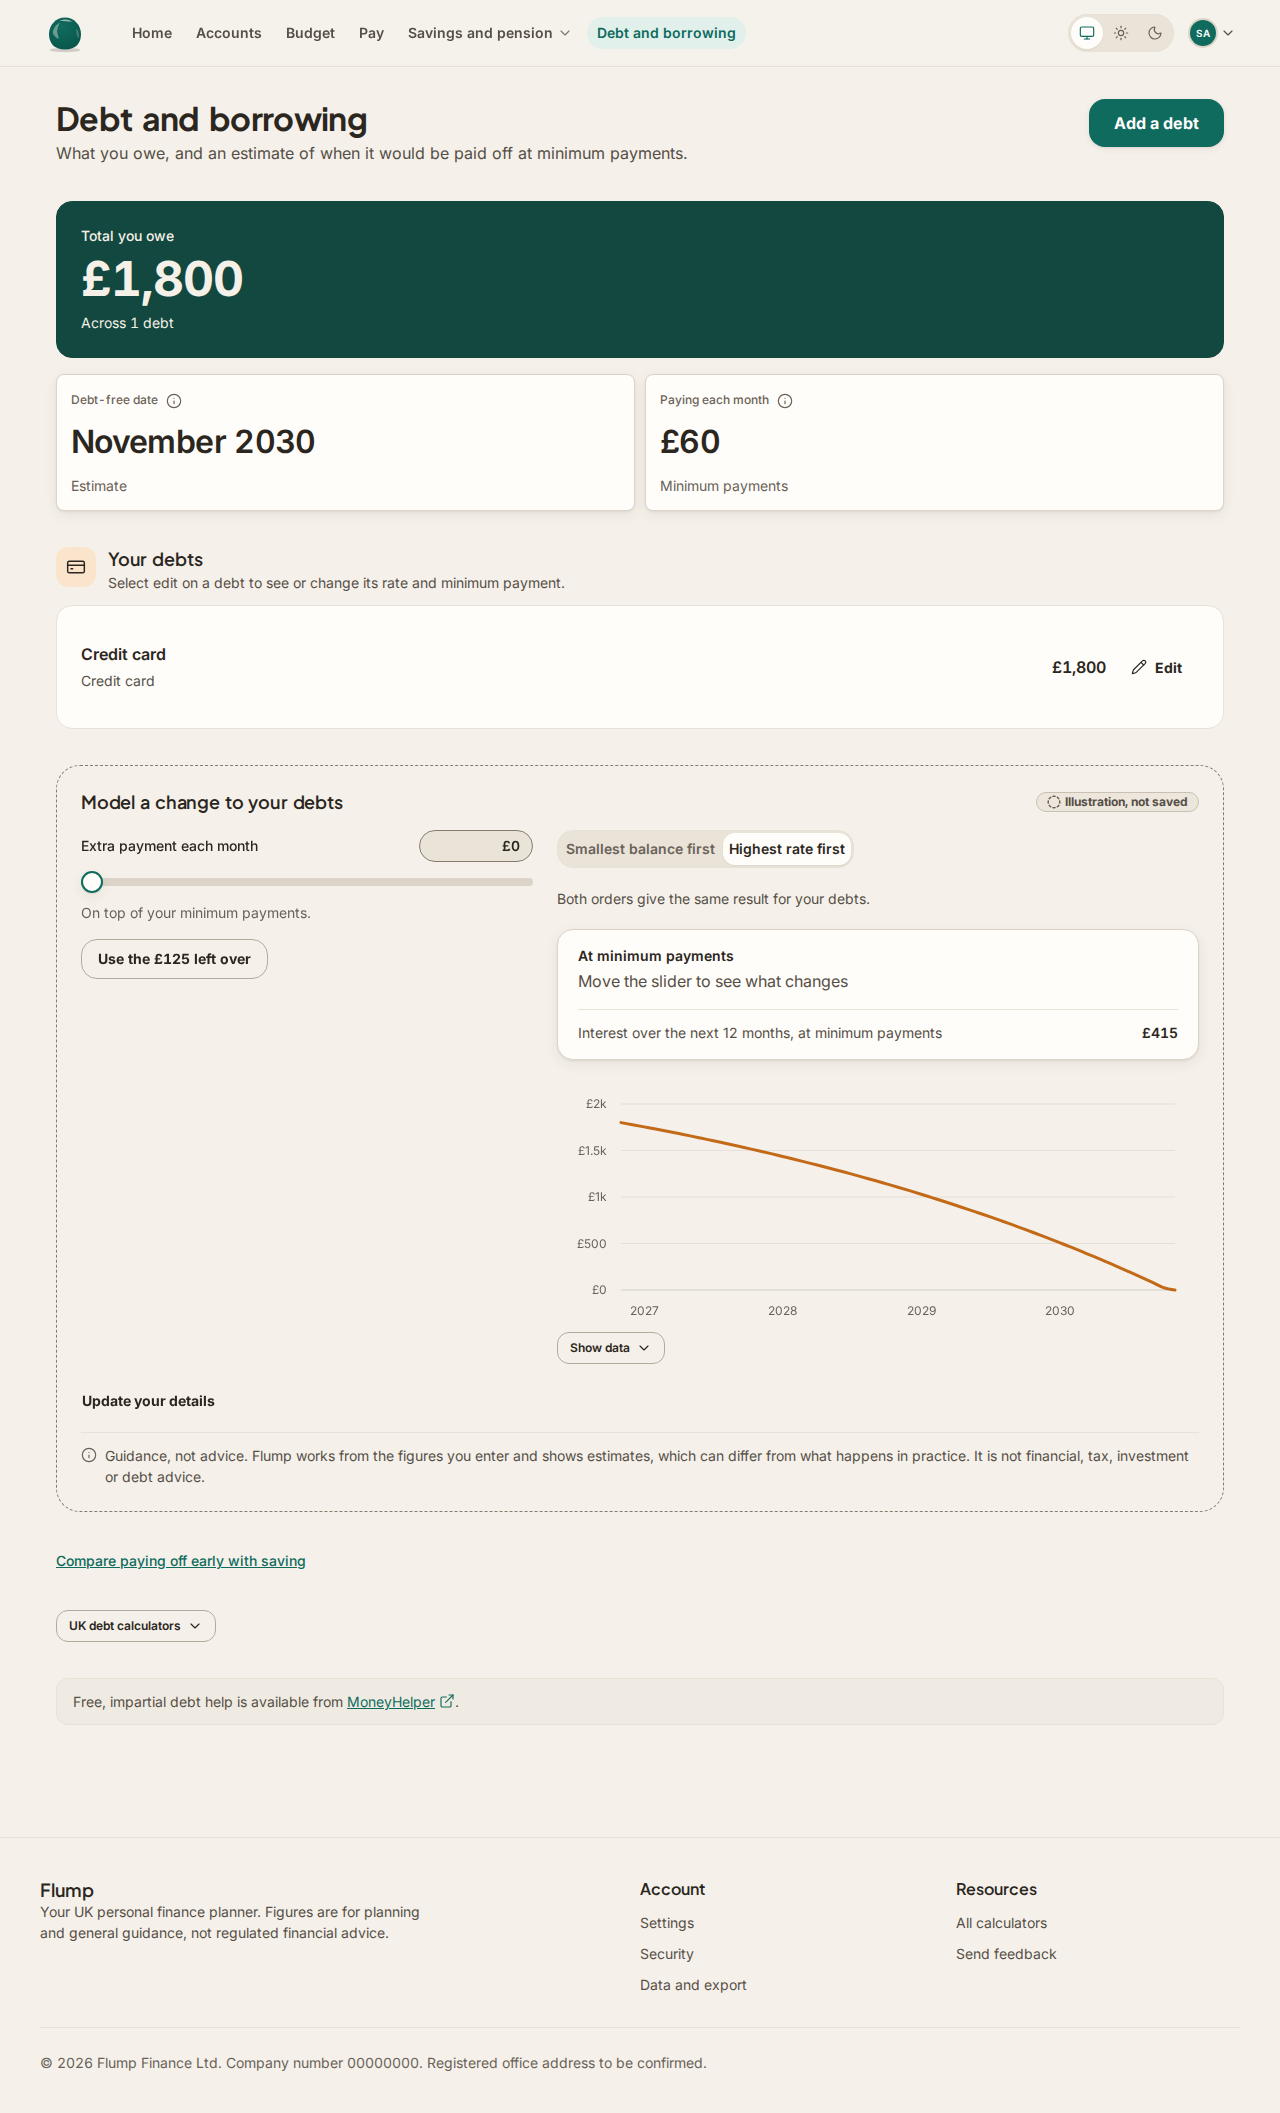 Home
Accounts
Budget
Pay
Savings and pension
Debt and borrowing
SA
Debt and borrowing
Add a debt
What you owe, and an estimate of when it would be paid off at minimum payments.
Total you owe
£1,800
Across 1 debt
Debt-free date
November 2030
Estimate
Paying each month
£60
Minimum payments
Your debts
Select edit on a debt to see or change its rate and minimum payment.
Credit card
Credit card
£1,800
Edit
Model a change to your debts
Illustration, not saved
Extra payment each month
£0
On top of your minimum payments.
Use the £125 left over
Smallest balance first
Highest rate first
Both orders give the same result for your debts.
At minimum payments
Move the slider to see what changes
Interest over the next 12 months, at minimum payments
£415
£2k
£1.5k
£1k
£500
£0
2027
2028
2029
2030
Show data
Update your details
Guidance, not advice. Flump works from the figures you enter and shows estimates, which can differ from what happens in practice. It is not financial, tax, investment
or debt advice.
Compare paying off early with saving
UK debt calculators
Free, impartial debt help is available from MoneyHelper.
Flump
Your UK personal finance planner. Figures are for planning
and general guidance, not regulated financial advice.
Account
Settings
Security
Data and export
Resources
All calculators
Send feedback
© 2026 Flump Finance Ltd. Company number 00000000. Registered office address to be confirmed.